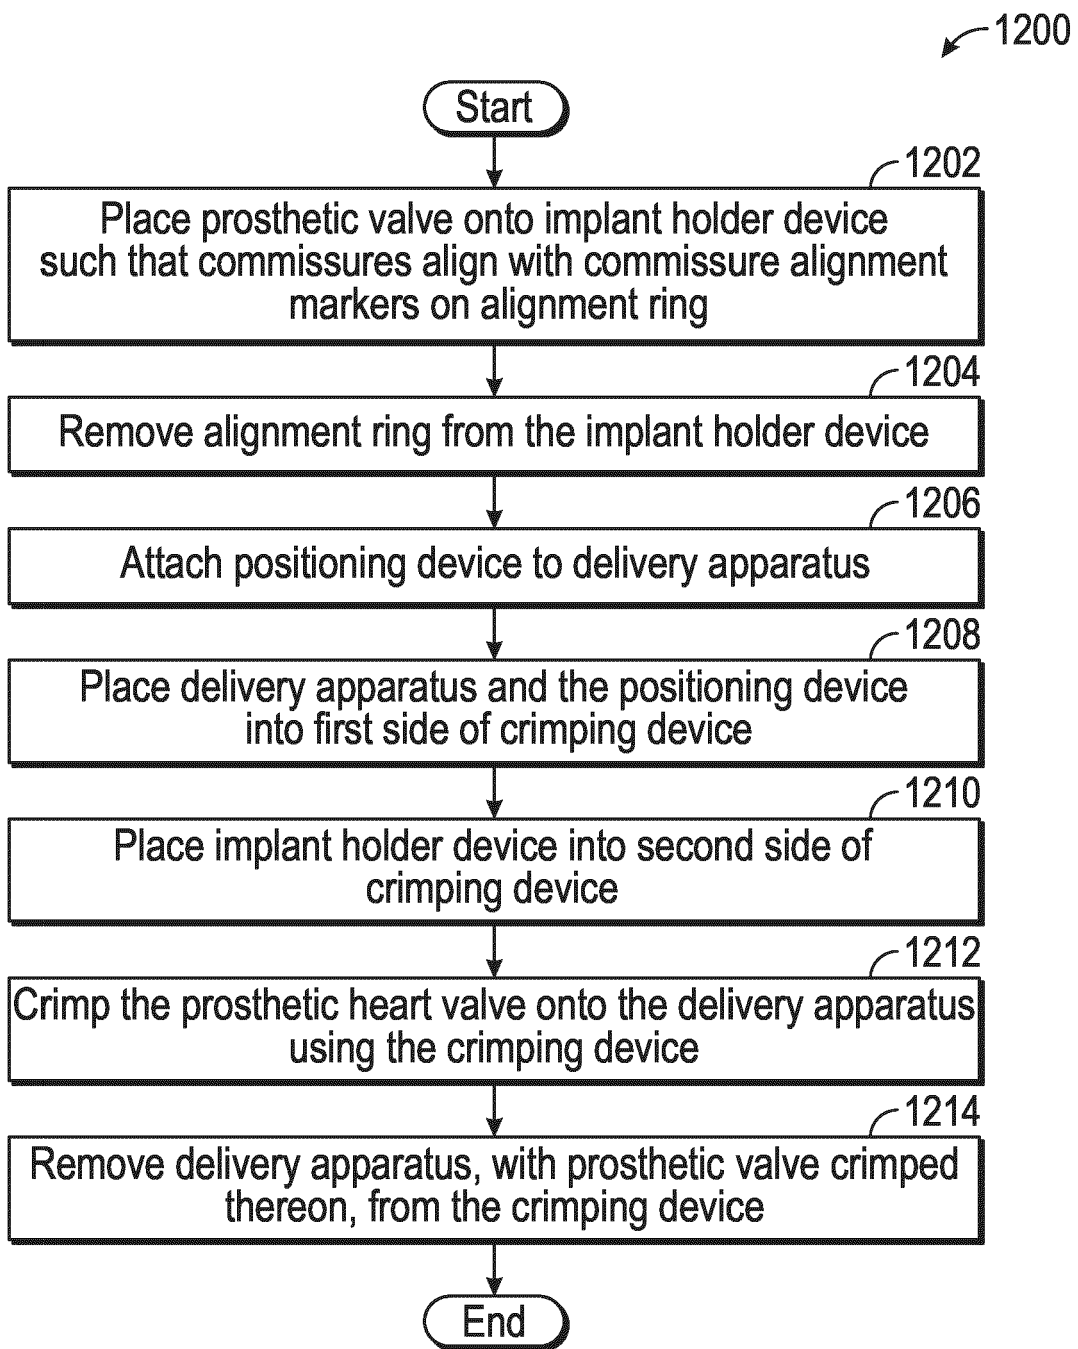 1200
Start
1202
Place prosthetic valve onto implant holder device
such that commissures align with commissure alignment
markers on alignment ring
1204
Remove alignment ring from the implant holder device
1206
Attach positioning device to delivery apparatus
1208
Place delivery apparatus and the positioning device
into first side of crimping device
1210
Place implant holder device into second side of
crimping device
1212
Crimp the prosthetic heart valve onto the delivery apparatus
using the crimping device
1214
Remove delivery apparatus, with prosthetic valve crimped
thereon, from the crimping device
End